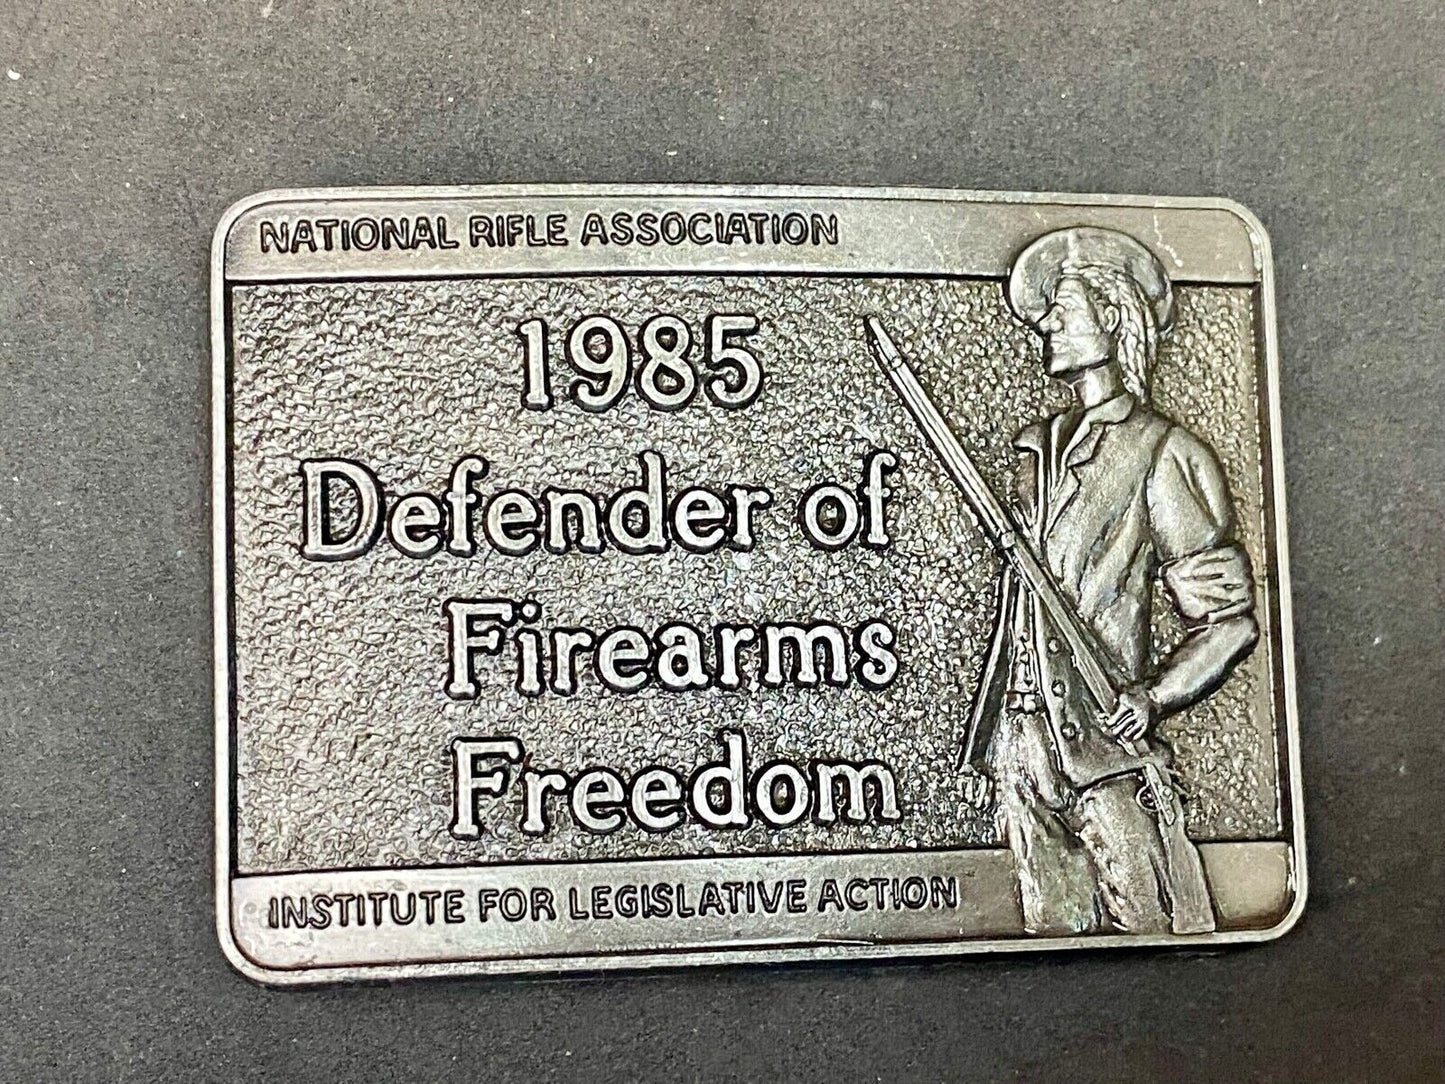 NATIONAL RIFLE ASSOCIATION
1985
Defender of
Firearms
Freedom
INSTITUTE FOR LEGISLATIVE ACTION